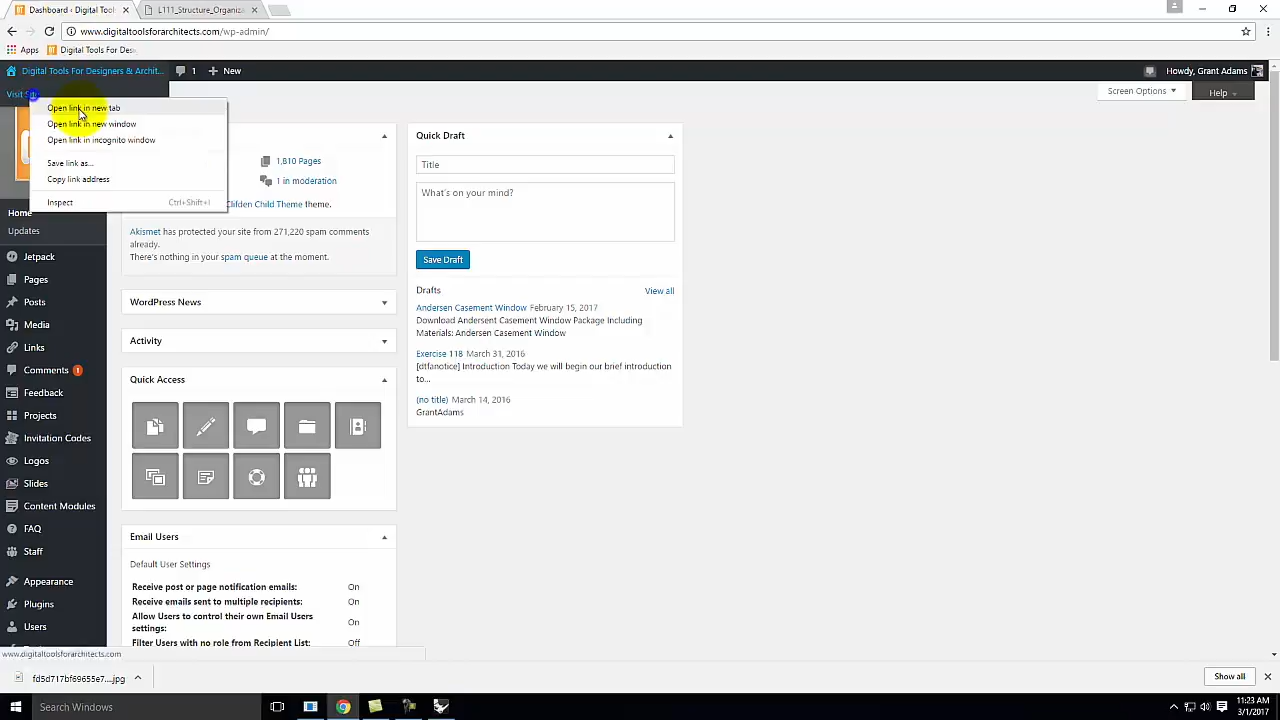 Dashboard ‹ Digital Tools
L111_Structure_Organiz
www.digitaltoolsforarchitects.com/wp-admin/
Apps
Digital Tools For Des
Digital Tools For Designers & Archit...
1
New
Howdy, Grant Adams
Visit
Screen Options
Help
Open link in new tab
Open link in new window
Open link in incognito window
Save link as...
Copy link address
Inspect
Ctrl+Shift+I
1,810 Pages
1 in moderation
Clifden Child Theme theme.
Akismet has protected your site from 271,220 spam comments
already.
There's nothing in your spam queue at the moment.
WordPress News
Activity
Quick Access
Email Users
Default User Settings
Receive post or page notification emails:
On
Receive emails sent to multiple recipients:
On
Allow Users to control their own Email Users
settings:
On
Filter Users with no role from Recipient List:
Off
Quick Draft
Title
What's on your mind?
Save Draft
Drafts
View all
Andersen Casement Window February 15, 2017
Download Andersent Casement Window Package Including
Materials: Andersen Casement Window
Exercise 118 March 31, 2016
[dtfanotice] Introduction Today we will begin our brief introduction
to...
(no title) March 14, 2016
GrantAdams
Home
Updates
Jetpack
Pages
Posts
Media
Links
Comments 1
Feedback
Projects
Invitation Codes
Logos
Slides
Content Modules
FAQ
Staff
Appearance
Plugins
Users
www.digitaltoolsforarchitects.com
fd5d717bf69655e7....jpg
Show all
Search Windows
11:23 AM
3/1/2017